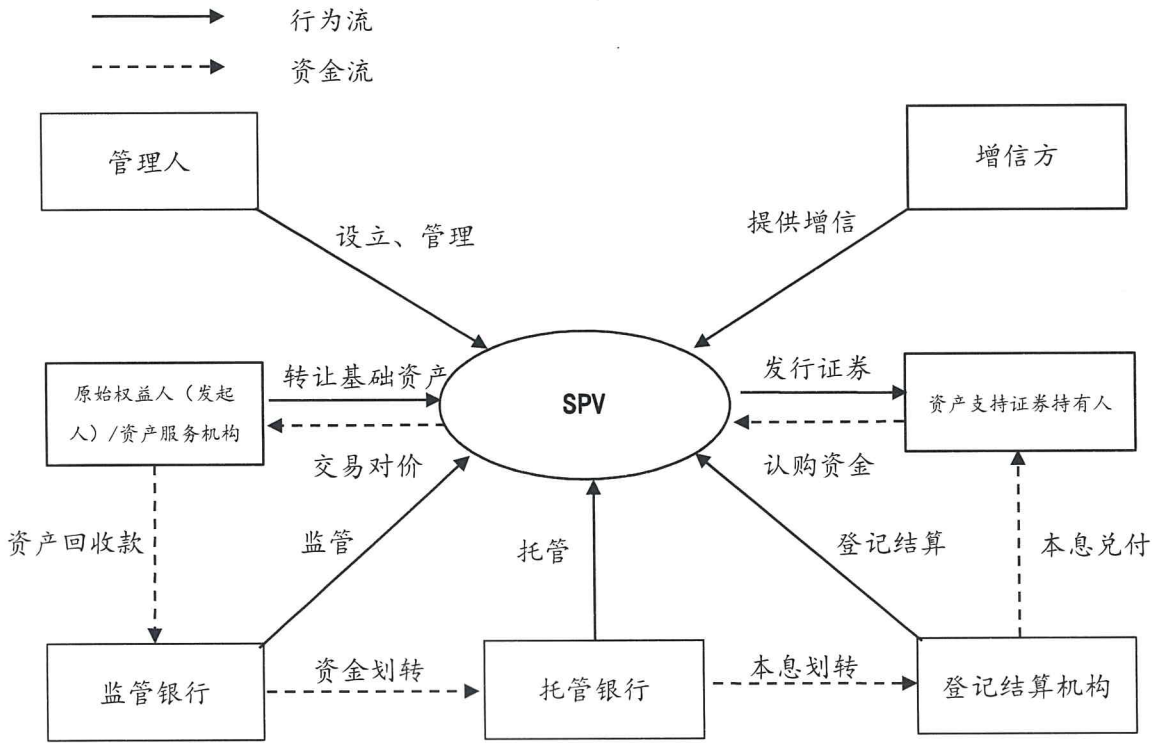 行为流
资金流
管理人
增信方
设立、管理
提供增信
原始权益人（发起
人）/资产服务机构
转让基础资产
SPV
发行证券
资产支持证券持有人
交易对价
认购资金
资产回收款
监管
托管
登记结算
本息兑付
监管银行
资金划转
托管银行
本息划转
登记结算机构